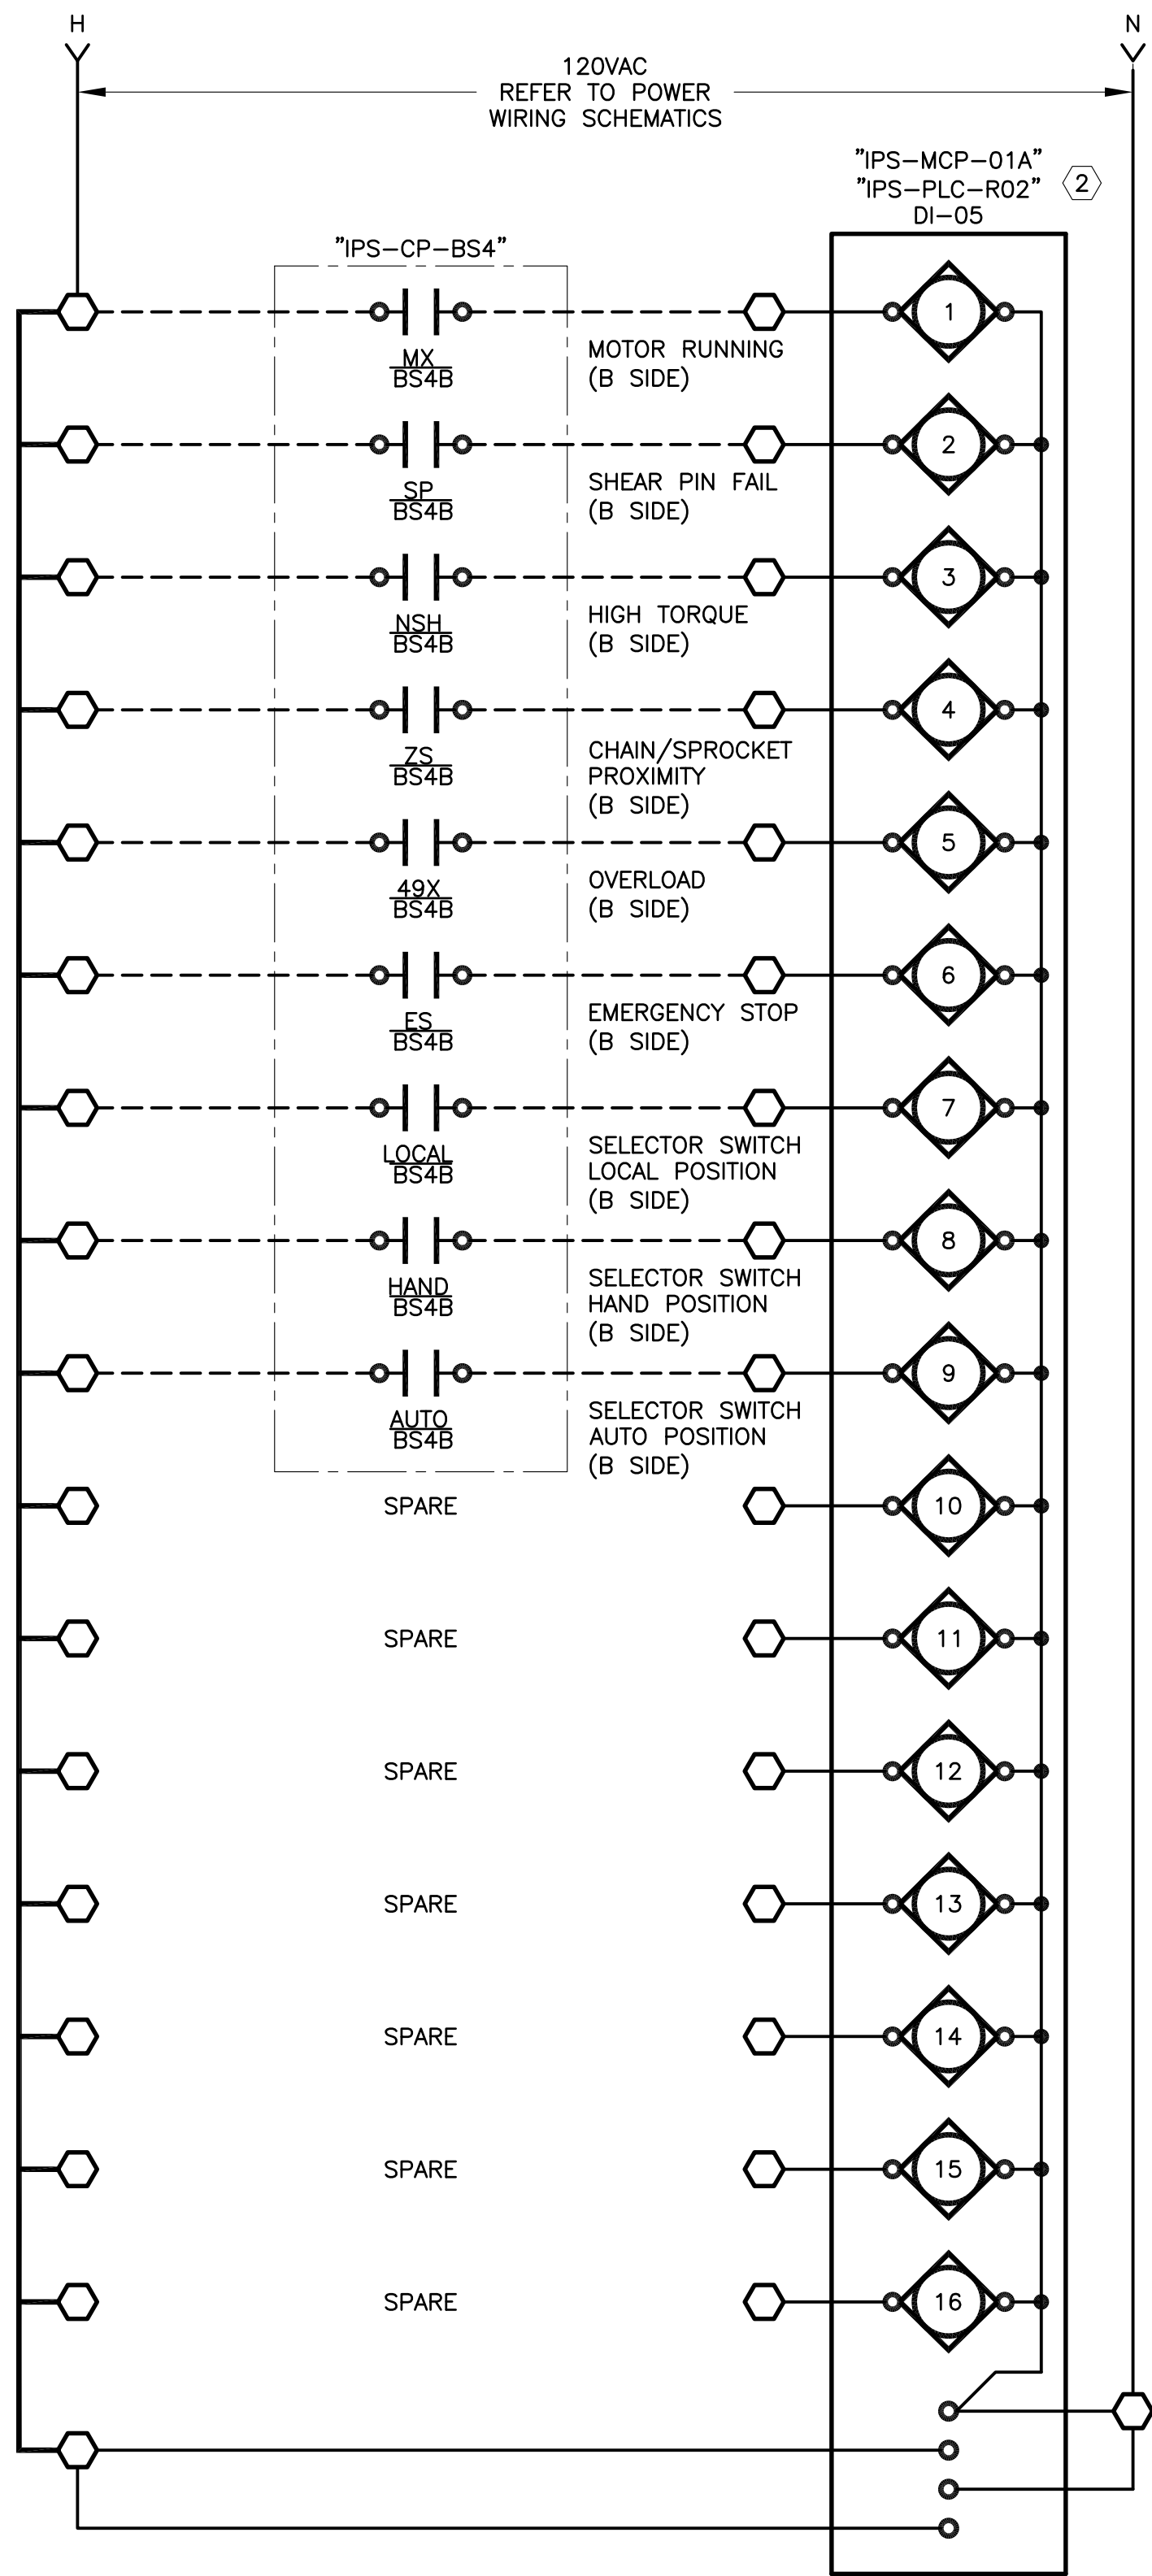 H
N
120VAC
REFER TO POWER
WIRING SCHEMATICS
"IPS-MCP-01A"
"IPS-PLC-R02"
2
DI-05
"IPS-CP-BS4"
1
MX
BS4B
MOTOR RUNNING
(B SIDE)
2
SP
BS4B
SHEAR PIN FAIL
(B SIDE)
3
NSH
BS4B
HIGH TORQUE
(B SIDE)
4
ZS
BS4B
CHAIN/SPROCKET
PROXIMITY
(B SIDE)
5
49X
BS4B
OVERLOAD
(B SIDE)
6
ES
BS4B
EMERGENCY STOP
(B SIDE)
7
LOCAL
BS4B
SELECTOR SWITCH
LOCAL POSITION
(B SIDE)
8
HAND
BS4B
SELECTOR SWITCH
HAND POSITION
(B SIDE)
9
AUTO
BS4B
SELECTOR SWITCH
AUTO POSITION
(B SIDE)
SPARE
10
SPARE
11
SPARE
12
SPARE
13
SPARE
14
SPARE
15
SPARE
16